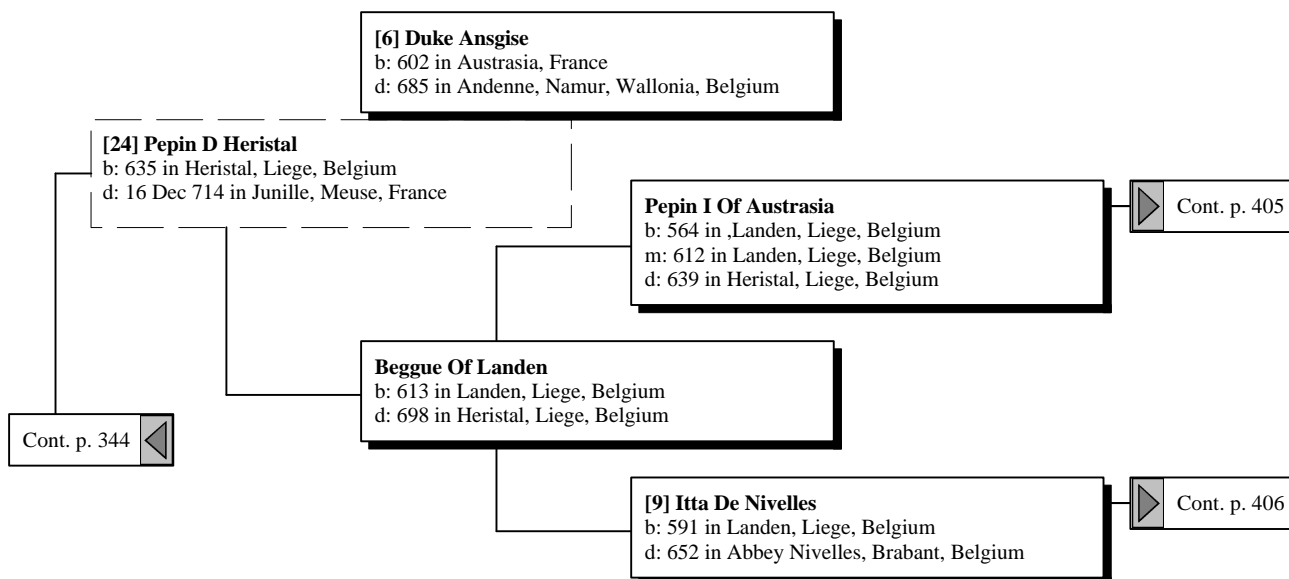 [6] Duke Ansgise
b: 602 in Austrasia, France
d: 685 in Andenne, Namur, Wallonia, Belgium
[24] Pepin D Heristal
b: 635 in Heristal, Liege, Belgium
d: 16 Dec 714 in Junille, Meuse, France
Pepin I Of Austrasia
b: 564 in ,Landen, Liege, Belgium
m: 612 in Landen, Liege, Belgium
d: 639 in Heristal, Liege, Belgium
Cont. p. 405
Beggue Of Landen
b: 613 in Landen, Liege, Belgium
d: 698 in Heristal, Liege, Belgium
Cont. p. 344
[9] Itta De Nivelles
b: 591 in Landen, Liege, Belgium
d: 652 in Abbey Nivelles, Brabant, Belgium
Cont. p. 406